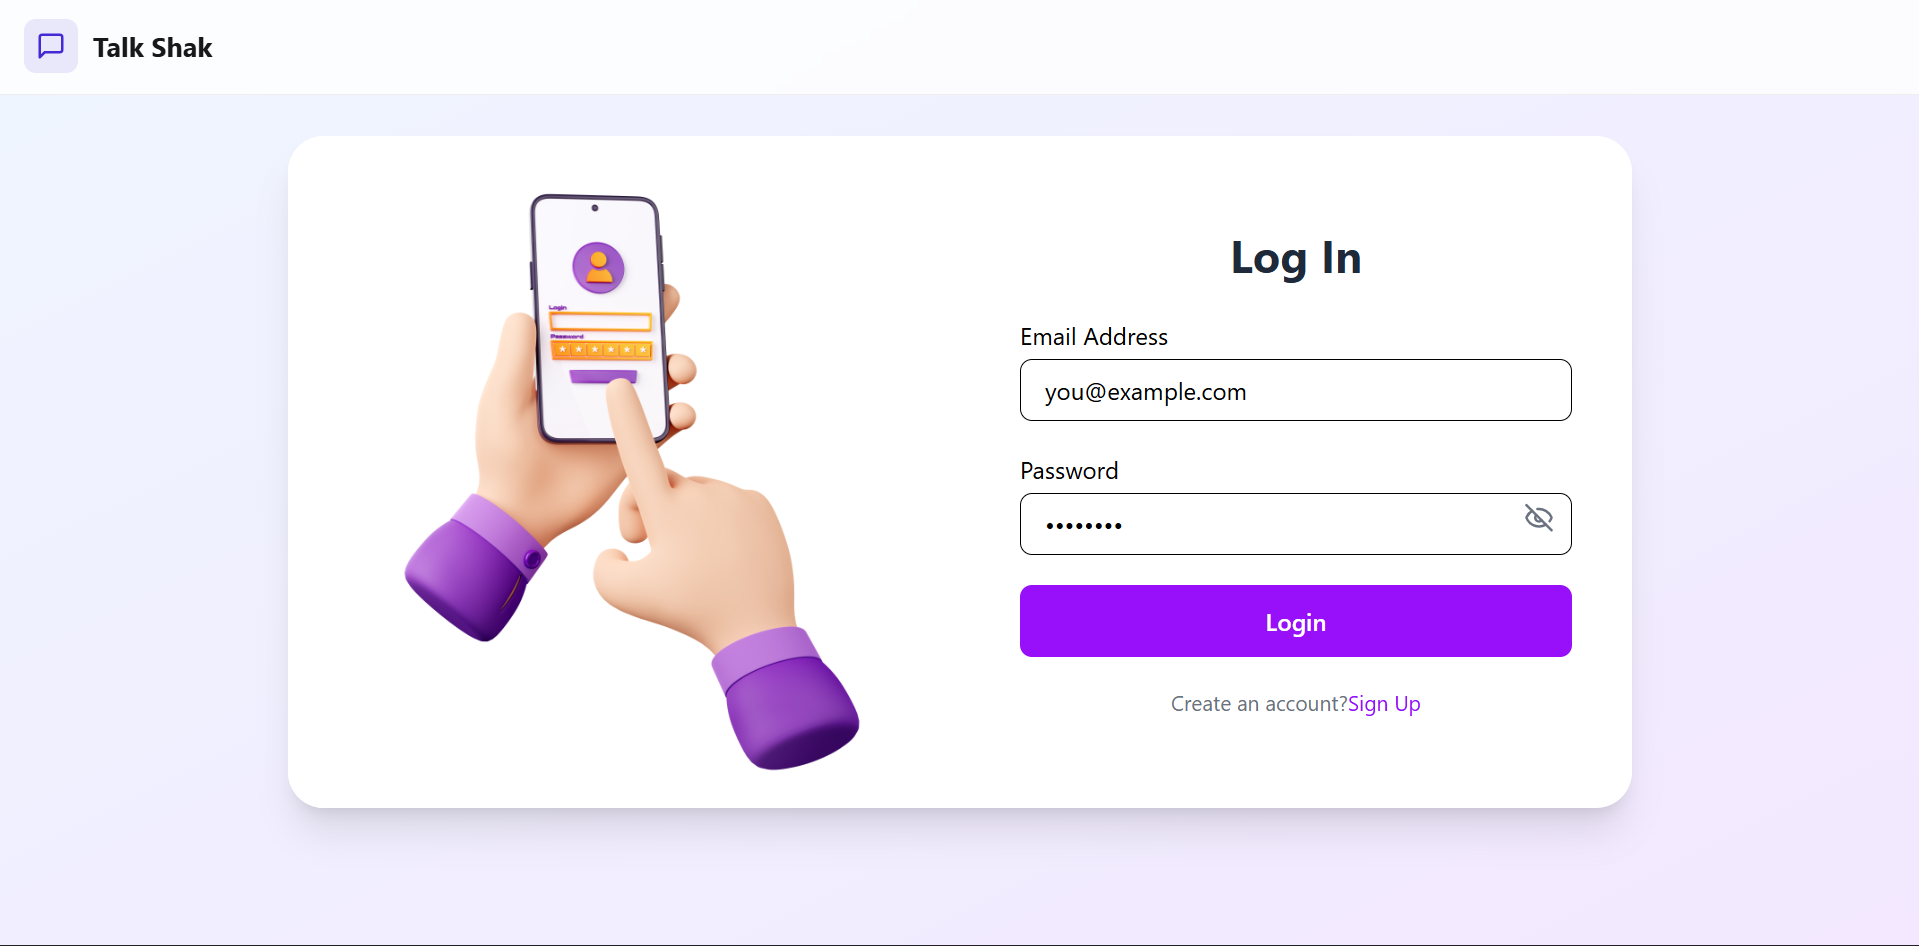 Talk Shak
Login
Password
Log In
Email Address
you@example.com
Password
••••••••
Login
Create an account?Sign Up